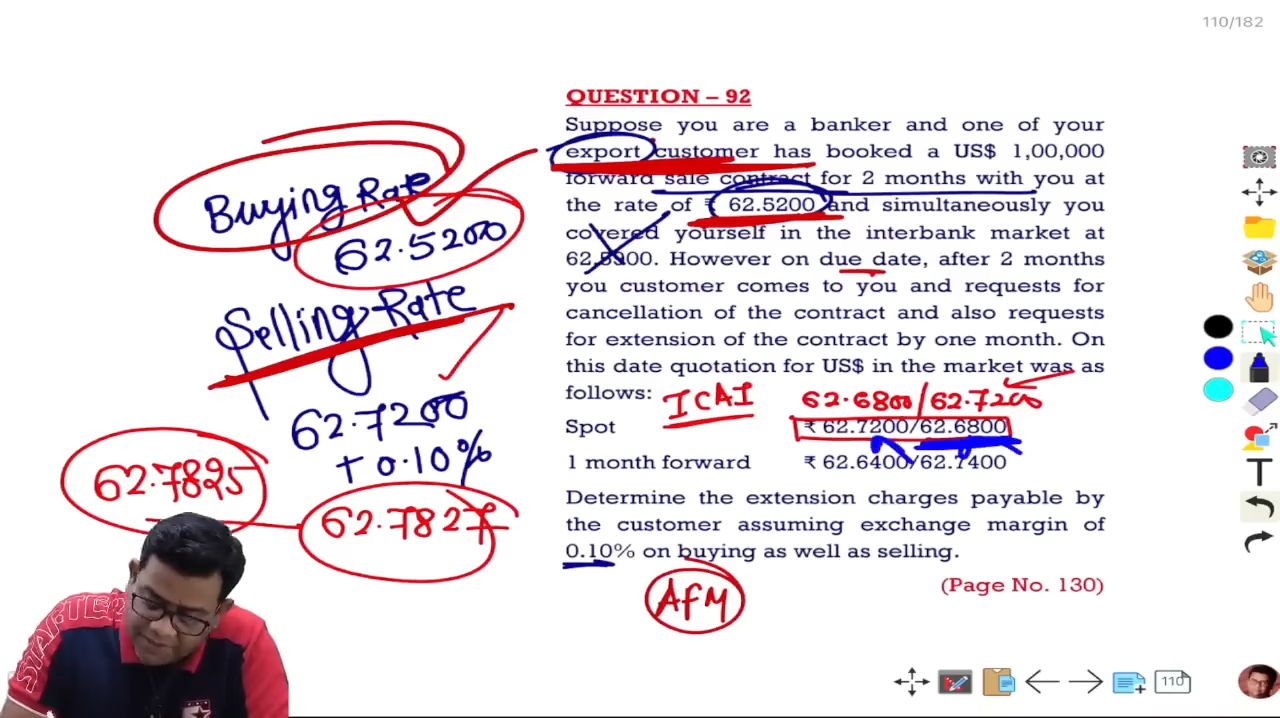 110/182
QUESTION – 92
Suppose you are a banker and one of your
export customer has booked a US$ 1,00,000
forward sale contract for 2 months with you at
the rate of ₹ 62.5200 and simultaneously you
covered yourself in the interbank market at
However on due date, after 2 months
you customer comes to you and requests for
cancellation of the contract and also requests
for extension of the contract by one month. On
this date quotation for US$ in the market was as
follows: ICAI 62.6800/62.7200
Spot ₹ 62.7200/62.6800
1 month forward ₹ 62.6400/62.7400
Determine the extension charges payable by
the customer assuming exchange margin of
0.10% on buying as well as selling.
(Page No. 130)
AFM
Buying Rate
62.5200
Selling Rate
62.7200
+ 0.10%
62.7827
62.7825
STARTER
T
110